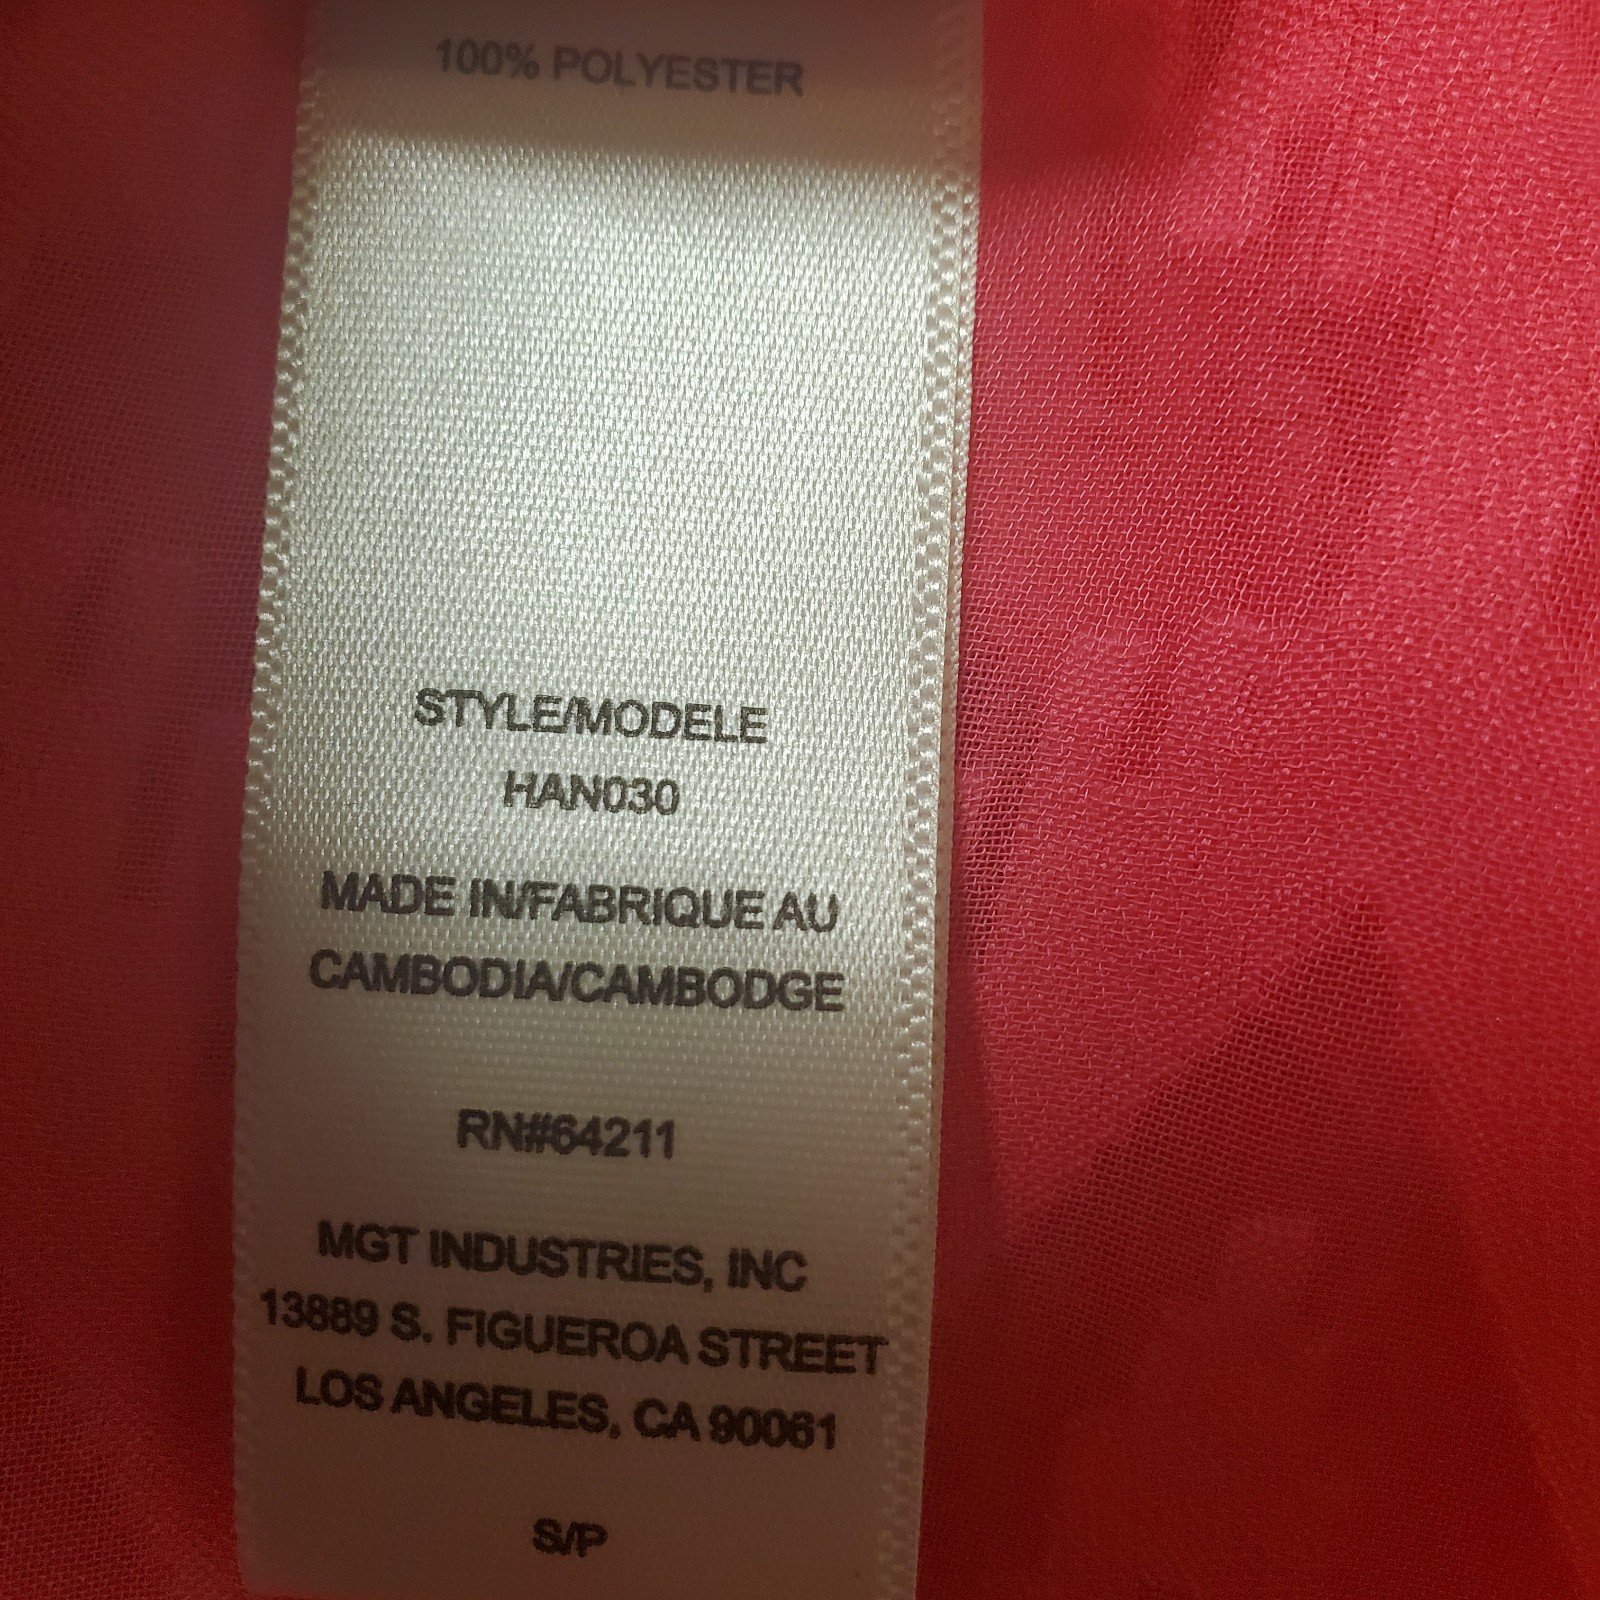 100% POLYESTER
STYLE/MODELE
HAN030
MADE IN/FABRIQUE AU
CAMBODIA/CAMBODGE
RN#64211
MGT INDUSTRIES, INC
13889 S. FIGUEROA STREET
LOS ANGELES, CA 90061
S/P